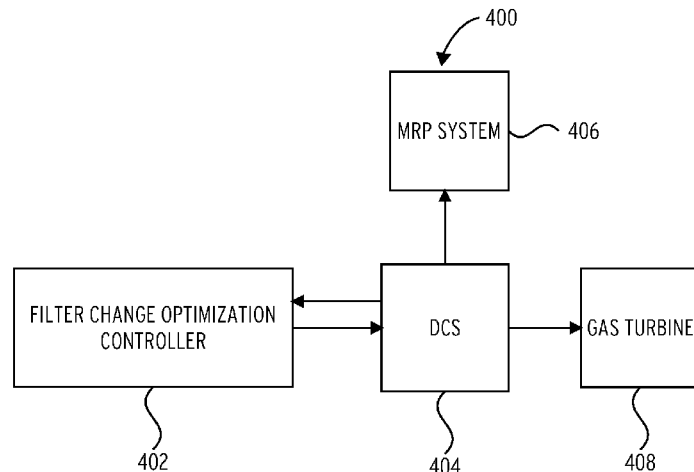 400
MRP SYSTEM
406
FILTER CHANGE OPTIMIZATION
CONTROLLER
DCS
GAS TURBINE
402
404
408